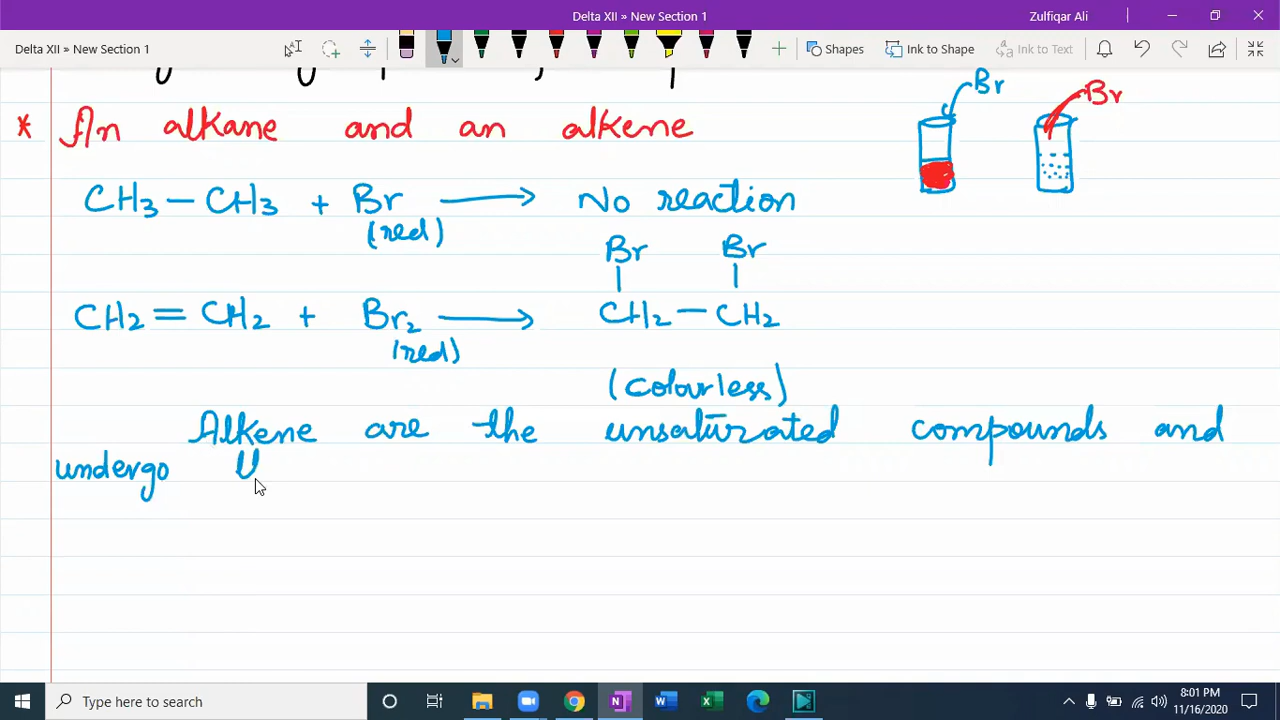 Delta XII » New Section 1
Zulfiqar Ali
Delta XII » New Section 1
Shapes
Ink to Shape
Ink to Text
Br
Br
* An alkane and an alkene
CH3—CH3 + Br ⟶ No reaction
(red)
Br Br
CH2=CH2 + Br2 ⟶ CH2—CH2
(red)
(colourless)
Alkene are the unsaturated compounds and
undergo
Type here to search
8:01 PM
11/16/2020